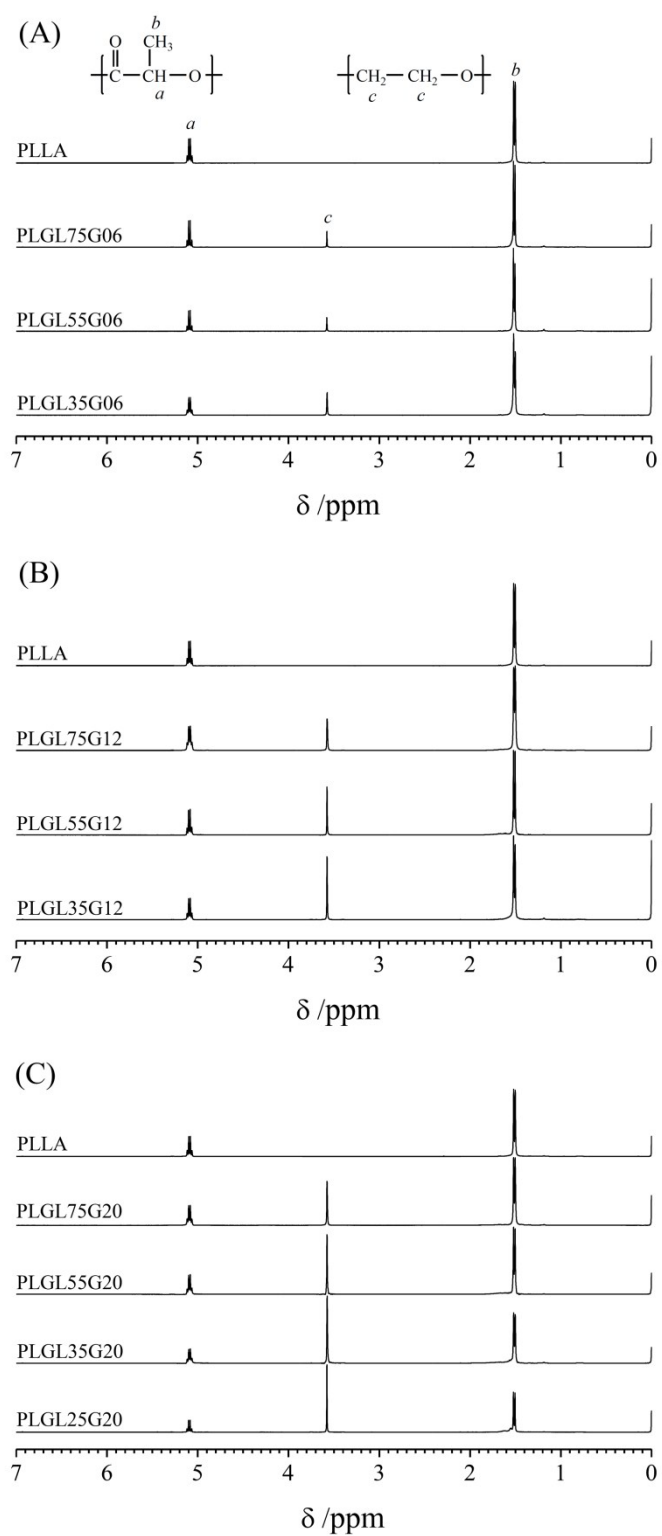 (A)
b
O CH₃
C CH O
a
CH₂ CH₂ O
c c
b
a
PLLA
c
PLGL75G06
PLGL55G06
PLGL35G06
7 6 5 4 3 2 1 0
δ /ppm
(B)
PLLA
PLGL75G12
PLGL55G12
PLGL35G12
7 6 5 4 3 2 1 0
δ /ppm
(C)
PLLA
PLGL75G20
PLGL55G20
PLGL35G20
PLGL25G20
7 6 5 4 3 2 1 0
δ /ppm